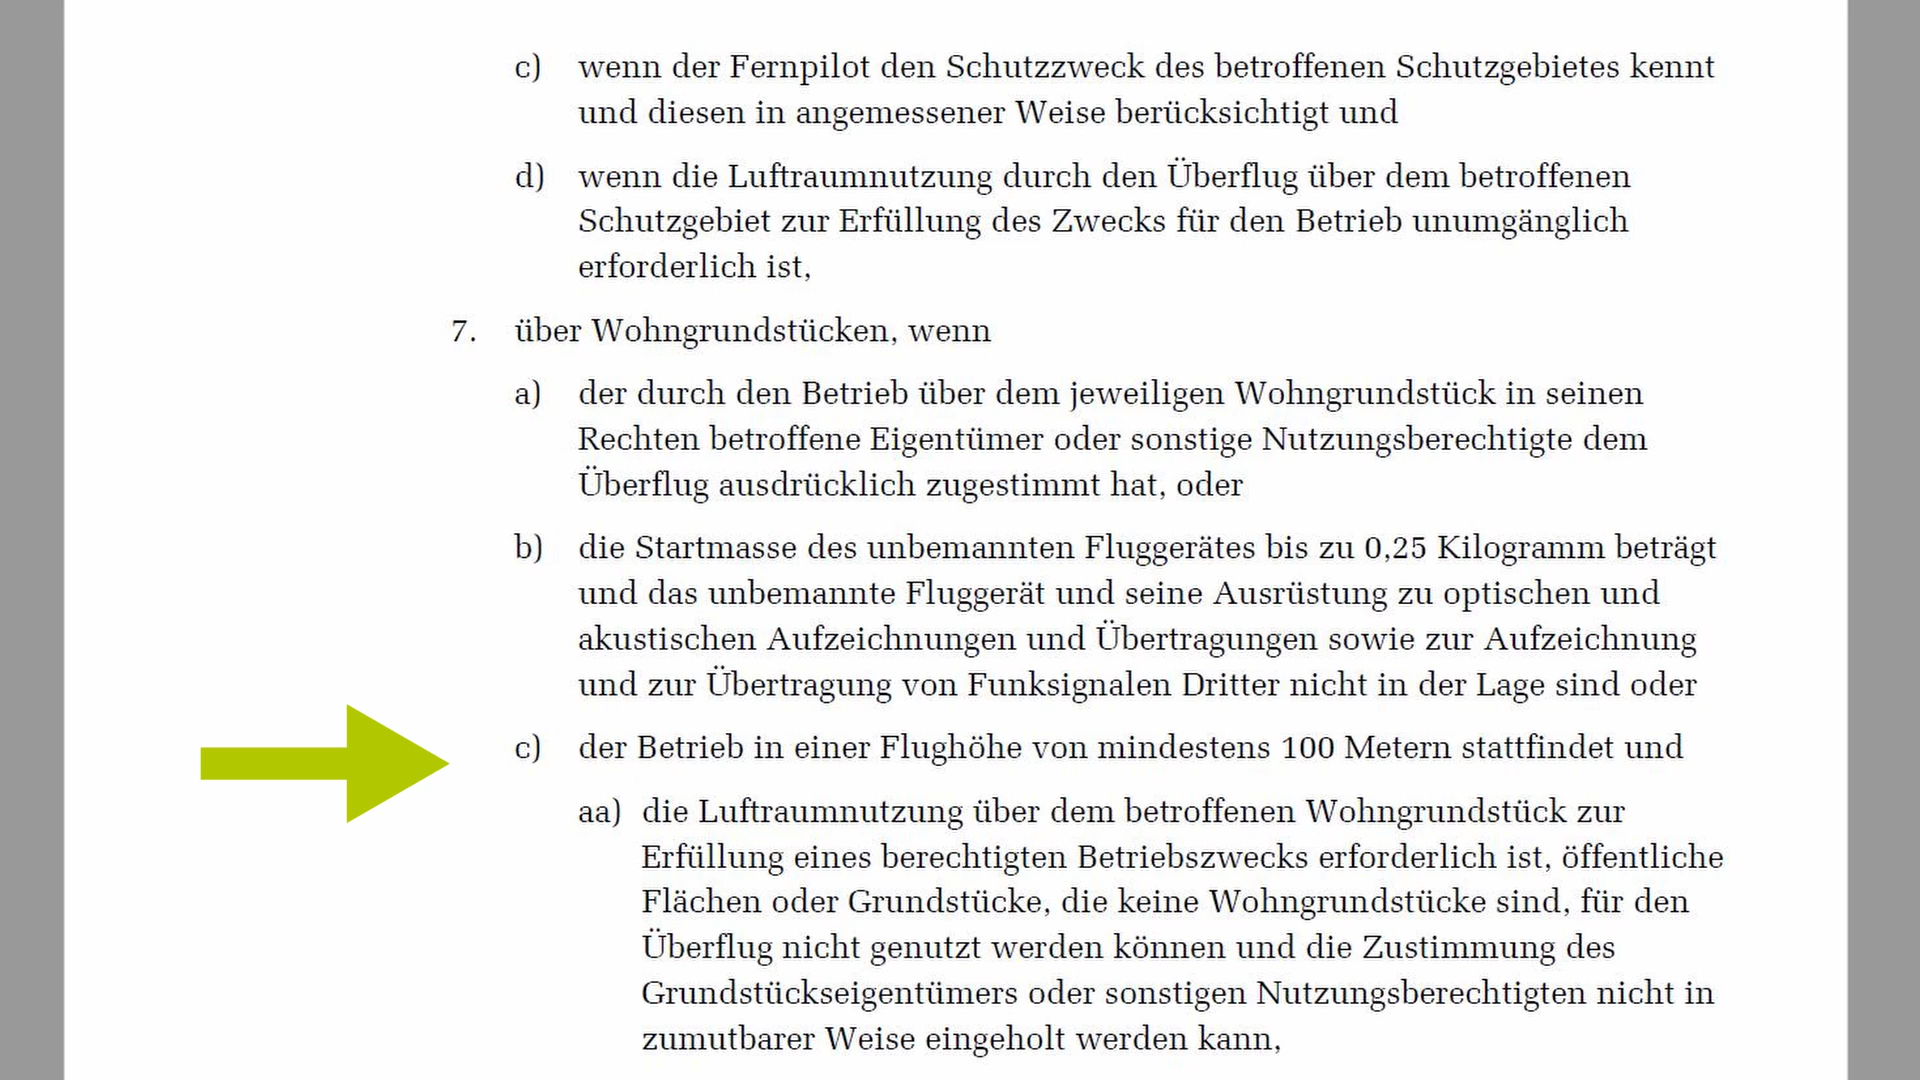 c) wenn der Fernpilot den Schutzzweck des betroffenen Schutzgebietes kennt
und diesen in angemessener Weise berücksichtigt und
d) wenn die Luftraumnutzung durch den Überflug über dem betroffenen
Schutzgebiet zur Erfüllung des Zwecks für den Betrieb unumgänglich
erforderlich ist,
7. über Wohngrundstücken, wenn
a) der durch den Betrieb über dem jeweiligen Wohngrundstück in seinen
Rechten betroffene Eigentümer oder sonstige Nutzungsberechtigte dem
Überflug ausdrücklich zugestimmt hat, oder
b) die Startmasse des unbemannten Fluggerätes bis zu 0,25 Kilogramm beträgt
und das unbemannte Fluggerät und seine Ausrüstung zu optischen und
akustischen Aufzeichnungen und Übertragungen sowie zur Aufzeichnung
und zur Übertragung von Funksignalen Dritter nicht in der Lage sind oder
c) der Betrieb in einer Flughöhe von mindestens 100 Metern stattfindet und
aa) die Luftraumnutzung über dem betroffenen Wohngrundstück zur
Erfüllung eines berechtigten Betriebszwecks erforderlich ist, öffentliche
Flächen oder Grundstücke, die keine Wohngrundstücke sind, für den
Überflug nicht genutzt werden können und die Zustimmung des
Grundstückseigentümers oder sonstigen Nutzungsberechtigten nicht in
zumutbarer Weise eingeholt werden kann,